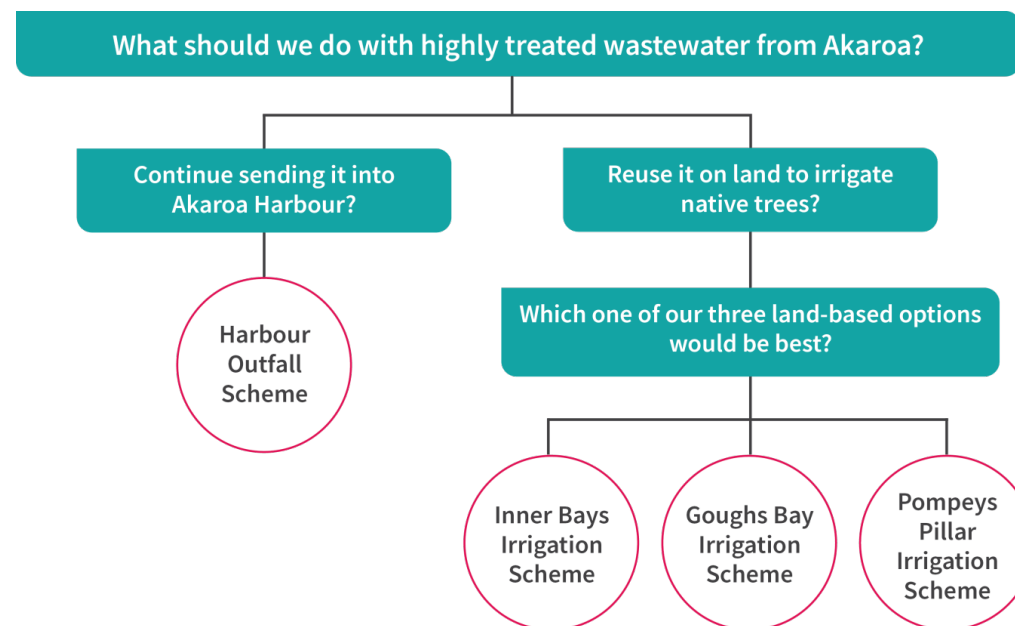 What should we do with highly treated wastewater from Akaroa?
Continue sending it into
Akaroa Harbour?
Reuse it on land to irrigate
native trees?
Harbour
Outfall
Scheme
Which one of our three land-based options
would be best?
Inner Bays
Irrigation
Scheme
Goughs Bay
Irrigation
Scheme
Pompeys
Pillar
Irrigation
Scheme